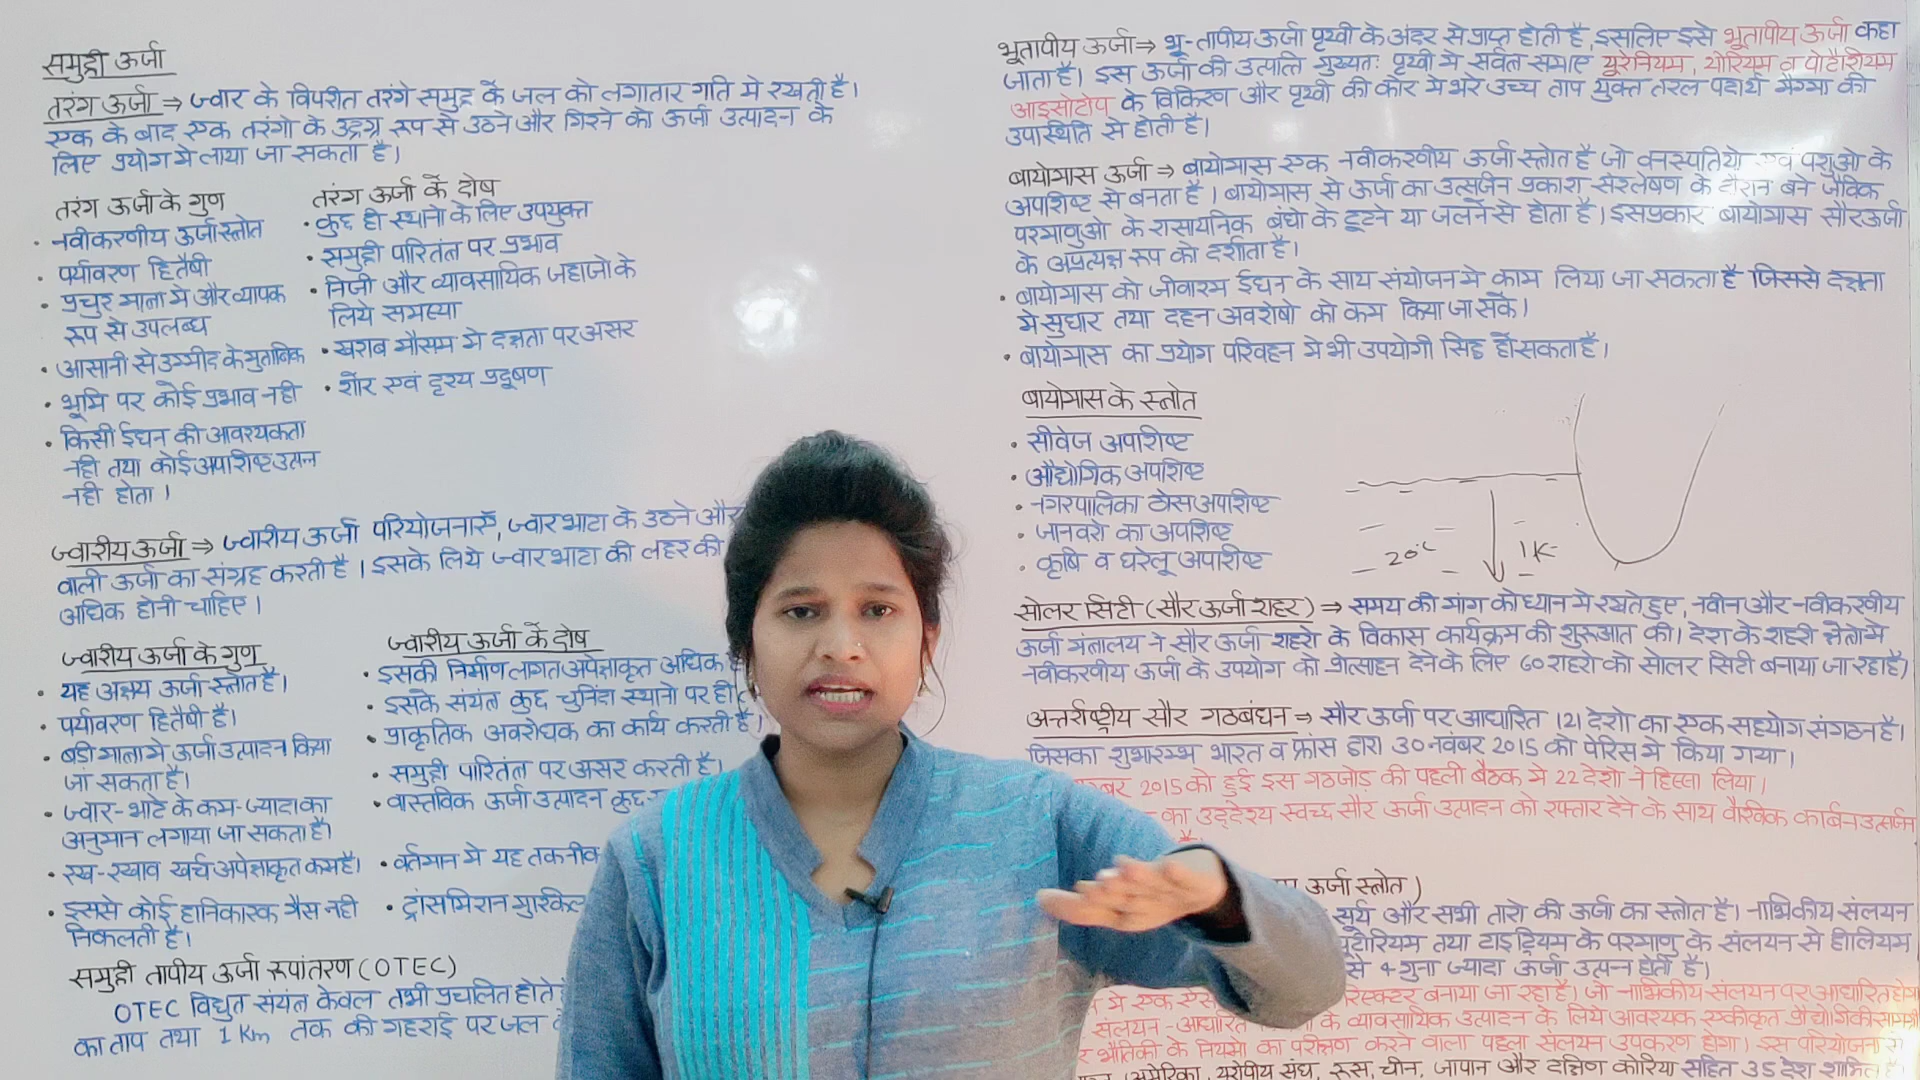 समुद्री ऊर्जा
तरंग ऊर्जा ⇒ ज्वार के विपरीत तरंगे समुद्र के जल को लगातार गति मे रखती है।
एक के बाद एक तरंगो के उद्वग्र रूप से उठने और गिरने को ऊर्जा उत्पादन के
लिए प्रयोग मे लाया जा सकता है।
तरंग ऊर्जा के गुण
• नवीकरणीय ऊर्जा स्त्रोत
• पर्यावरण हितैषी
• प्रचुर मात्रा मे और व्यापक
रूप से उपलब्ध
• आसानी से उम्मीद के मुताबिक
• भूमि पर कोई प्रभाव नही
• किसी ईंधन की आवश्यकता
नही तथा कोई अपशिष्ट उत्पन्न
नही होता।
तरंग ऊर्जा के दोष
• कुछ ही स्थानो के लिए उपयुक्त
• समुद्री पारितंत्र पर प्रभाव
• निजी और व्यावसायिक जहाजो के
लिये समस्या
• खराब मौसम मे दक्षता पर असर
• शोर एवं दृश्य प्रदूषण
ज्वारीय ऊर्जा ⇒ ज्वारीय ऊर्जा परियोजनाएँ, ज्वार भाटा के उठने और
वाली ऊर्जा का संग्रह करती है। इसके लिये ज्वार भाटा की लहर की
अधिक होनी चाहिए।
ज्वारीय ऊर्जा के गुण
• यह अक्षय ऊर्जा स्त्रोत है।
• पर्यावरण हितैषी है।
• बड़ी मात्रा मे ऊर्जा उत्पादन किया
जा सकता है।
• ज्वार-भाटे के कम-ज्यादा का
अनुमान लगाया जा सकता है।
• रख-रखाव खर्च अपेक्षाकृत कम है।
• इससे कोई हानिकारक गैस नही
निकलती है।
ज्वारीय ऊर्जा के दोष
• इसकी निर्माण लागत अपेक्षाकृत अधिक
• इसके संयंत्र कुछ चुनिंदा स्थानो पर ही
• प्राकृतिक अवरोधक का कार्य करती है।
• समुद्री पारितंत्र पर असर करती है।
• वास्तविक ऊर्जा उत्पादन कुछ
• वर्तमान मे यह तकनीक
• ट्रांसमिशन मुश्किल
समुद्री तापीय ऊर्जा रूपांतरण (OTEC)
OTEC विद्युत संयंत्र केवल तभी प्रचलित होते
का ताप तथा 1 Km तक की गहराई पर जल
भूतापीय ऊर्जा ⇒ भू-तापीय ऊर्जा पृथ्वी के अंदर से प्राप्त होती है, इसलिए इसे भूतापीय ऊर्जा कहा
जाता है। इस ऊर्जा की उत्पत्ति मुख्यतः पृथ्वी मे सर्वत्र समाए यूरेनियम, थोरियम व पोटैशियम
आइसोटोप के विकिरण और पृथ्वी की कोर मे भरे उच्च ताप युक्त तरल पदार्थ मैग्मा की
उपस्थिति से होती है।
बायोमास ऊर्जा ⇒ बायोमास एक नवीकरणीय ऊर्जा स्त्रोत है जो वनस्पतियो एवं पशुओ के
अपशिष्ट से बनता है। बायोमास से ऊर्जा का उत्सर्जन प्रकाश-संश्लेषण के दौरान बने जैविक
परमाणुओ के रासायनिक बंधो के टूटने या जलने से होता है। इसप्रकार बायोमास सौर ऊर्जा
के अप्रत्यक्ष रूप को दर्शाता है।
• बायोमास को जीवाश्म ईंधन के साथ संयोजन मे काम लिया जा सकता है जिससे दक्षता
मे सुधार तथा दहन अवशेषो को कम किया जा सके।
• बायोमास का प्रयोग परिवहन मे भी उपयोगी सिद्ध हो सकता है।
बायोमास के स्त्रोत
• सीवेज अपशिष्ट
• औद्योगिक अपशिष्ट
• नगरपालिका ठोस अपशिष्ट
• जानवरो का अपशिष्ट
• कृषि व घरेलू अपशिष्ट
20°C
1K
सोलर सिटी (सौर ऊर्जा शहर) ⇒ समय की मांग को ध्यान मे रखते हुए, नवीन और नवीकरणीय
ऊर्जा मंत्रालय ने सौर ऊर्जा शहरो के विकास कार्यक्रम की शुरूआत की। देश के शहरी क्षेत्रो मे
नवीकरणीय ऊर्जा के उपयोग को प्रोत्साहन देने के लिए 60 शहरो को सोलर सिटी बनाया जा रहा है।
अन्तर्राष्ट्रीय सौर गठबंधन ⇒ सौर ऊर्जा पर आधारित 121 देशो का एक सहयोग संगठन है।
जिसका शुभारम्भ भारत व फ्रांस द्वारा 30 नवंबर 2015 को पेरिस मे किया गया।
2015 को हुई इस गठजोड़ की पहली बैठक मे 22 देशो ने हिस्सा लिया।
का उद्देश्य स्वच्छ सौर ऊर्जा उत्पादन को रफ्तार देने के साथ वैश्विक कार्बन उत्सर्जन
ऊर्जा स्त्रोत)
सूर्य और सभी तारो की ऊर्जा का स्त्रोत है। नाभिकीय संलयन
तथा टाइट्रियम के परमाणु के संलयन से हीलियम
से 4 गुना ज्यादा ऊर्जा उत्पन्न होती है।
मे एक रिएक्टर बनाया जा रहा है। जो नाभिकीय संलयन पर आधारित
संलयन-आधारित के व्यावसायिक उत्पादन के लिये आवश्यक एकीकृत प्रौद्योगिकी
भौतिकी के नियमो का परीक्षण करने वाला पहला संलयन उपकरण होगा। इस परियोजना
अमेरिका, यूरोपीय संघ, रूस, चीन, जापान और दक्षिण कोरिया सहित 35 देश शामिल है।